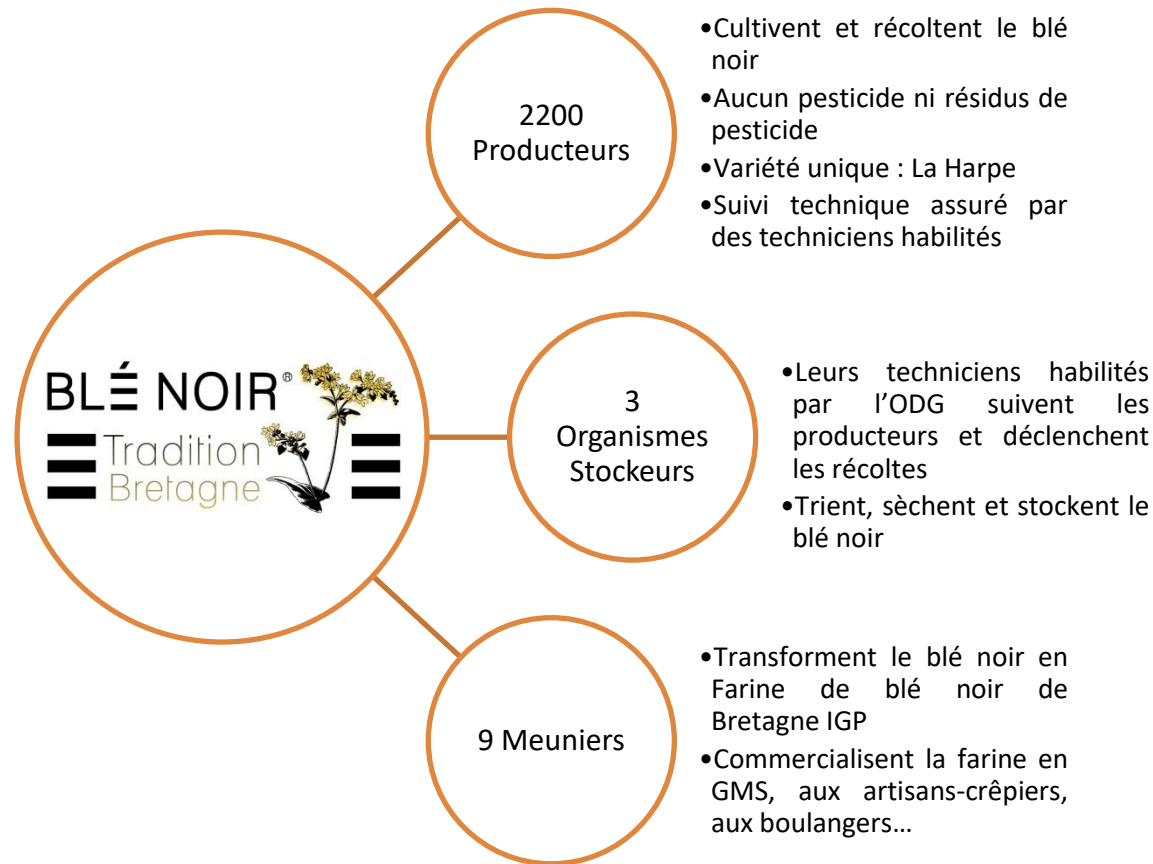 BLÉ NOIR®
Tradition
Bretagne
2200
Producteurs
•Cultivent et récoltent le blé
noir
•Aucun pesticide ni résidus de
pesticide
•Variété unique : La Harpe
•Suivi technique assuré par
des techniciens habilités
3
Organismes
Stockeurs
•Leurs techniciens habilités
par l’ODG suivent les
producteurs et déclenchent
les récoltes
•Trient, sèchent et stockent le
blé noir
9 Meuniers
•Transforment le blé noir en
Farine de blé noir de
Bretagne IGP
•Commercialisent la farine en
GMS, aux artisans-crêpiers,
aux boulangers…